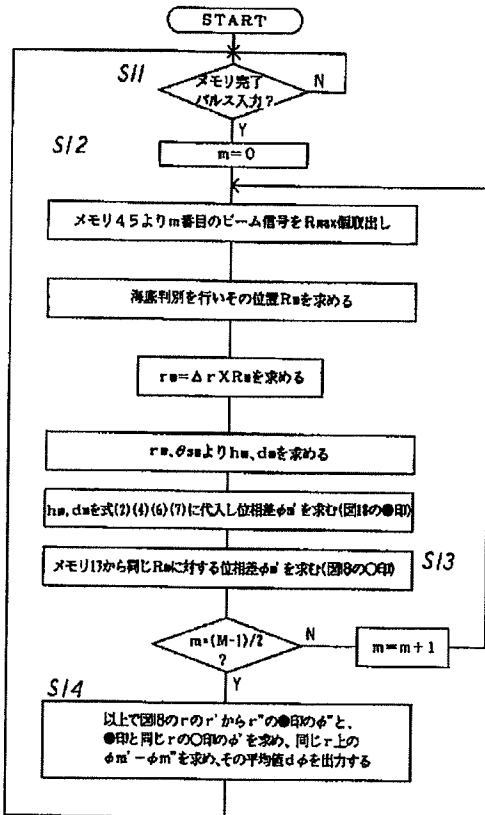 START
S11
メモリ完了
パルス入力?
N
Y
S12
m=0
メモリ45よりm番目のビーム信号をRmax個取出し
海底判別を行いその位置Rmを求める
rm=Δr×Rmを求める
rm、θsmよりhm、dmを求める
hm、dmを式(2)(4)(6)(7)に代入し位相差φm'を求む(図18の●印)
メモリ13から同じRmに対する位相差φm'を求む(図18の○印)
S13
m=(M-1)/2
?
N
m=m+1
Y
S14
以上で図18のrのr'からr"の●印のφ"と、
●印と同じrの○印のφ'を求め、同じr上の
φm'-φm"を求め、その平均値dφを出力する